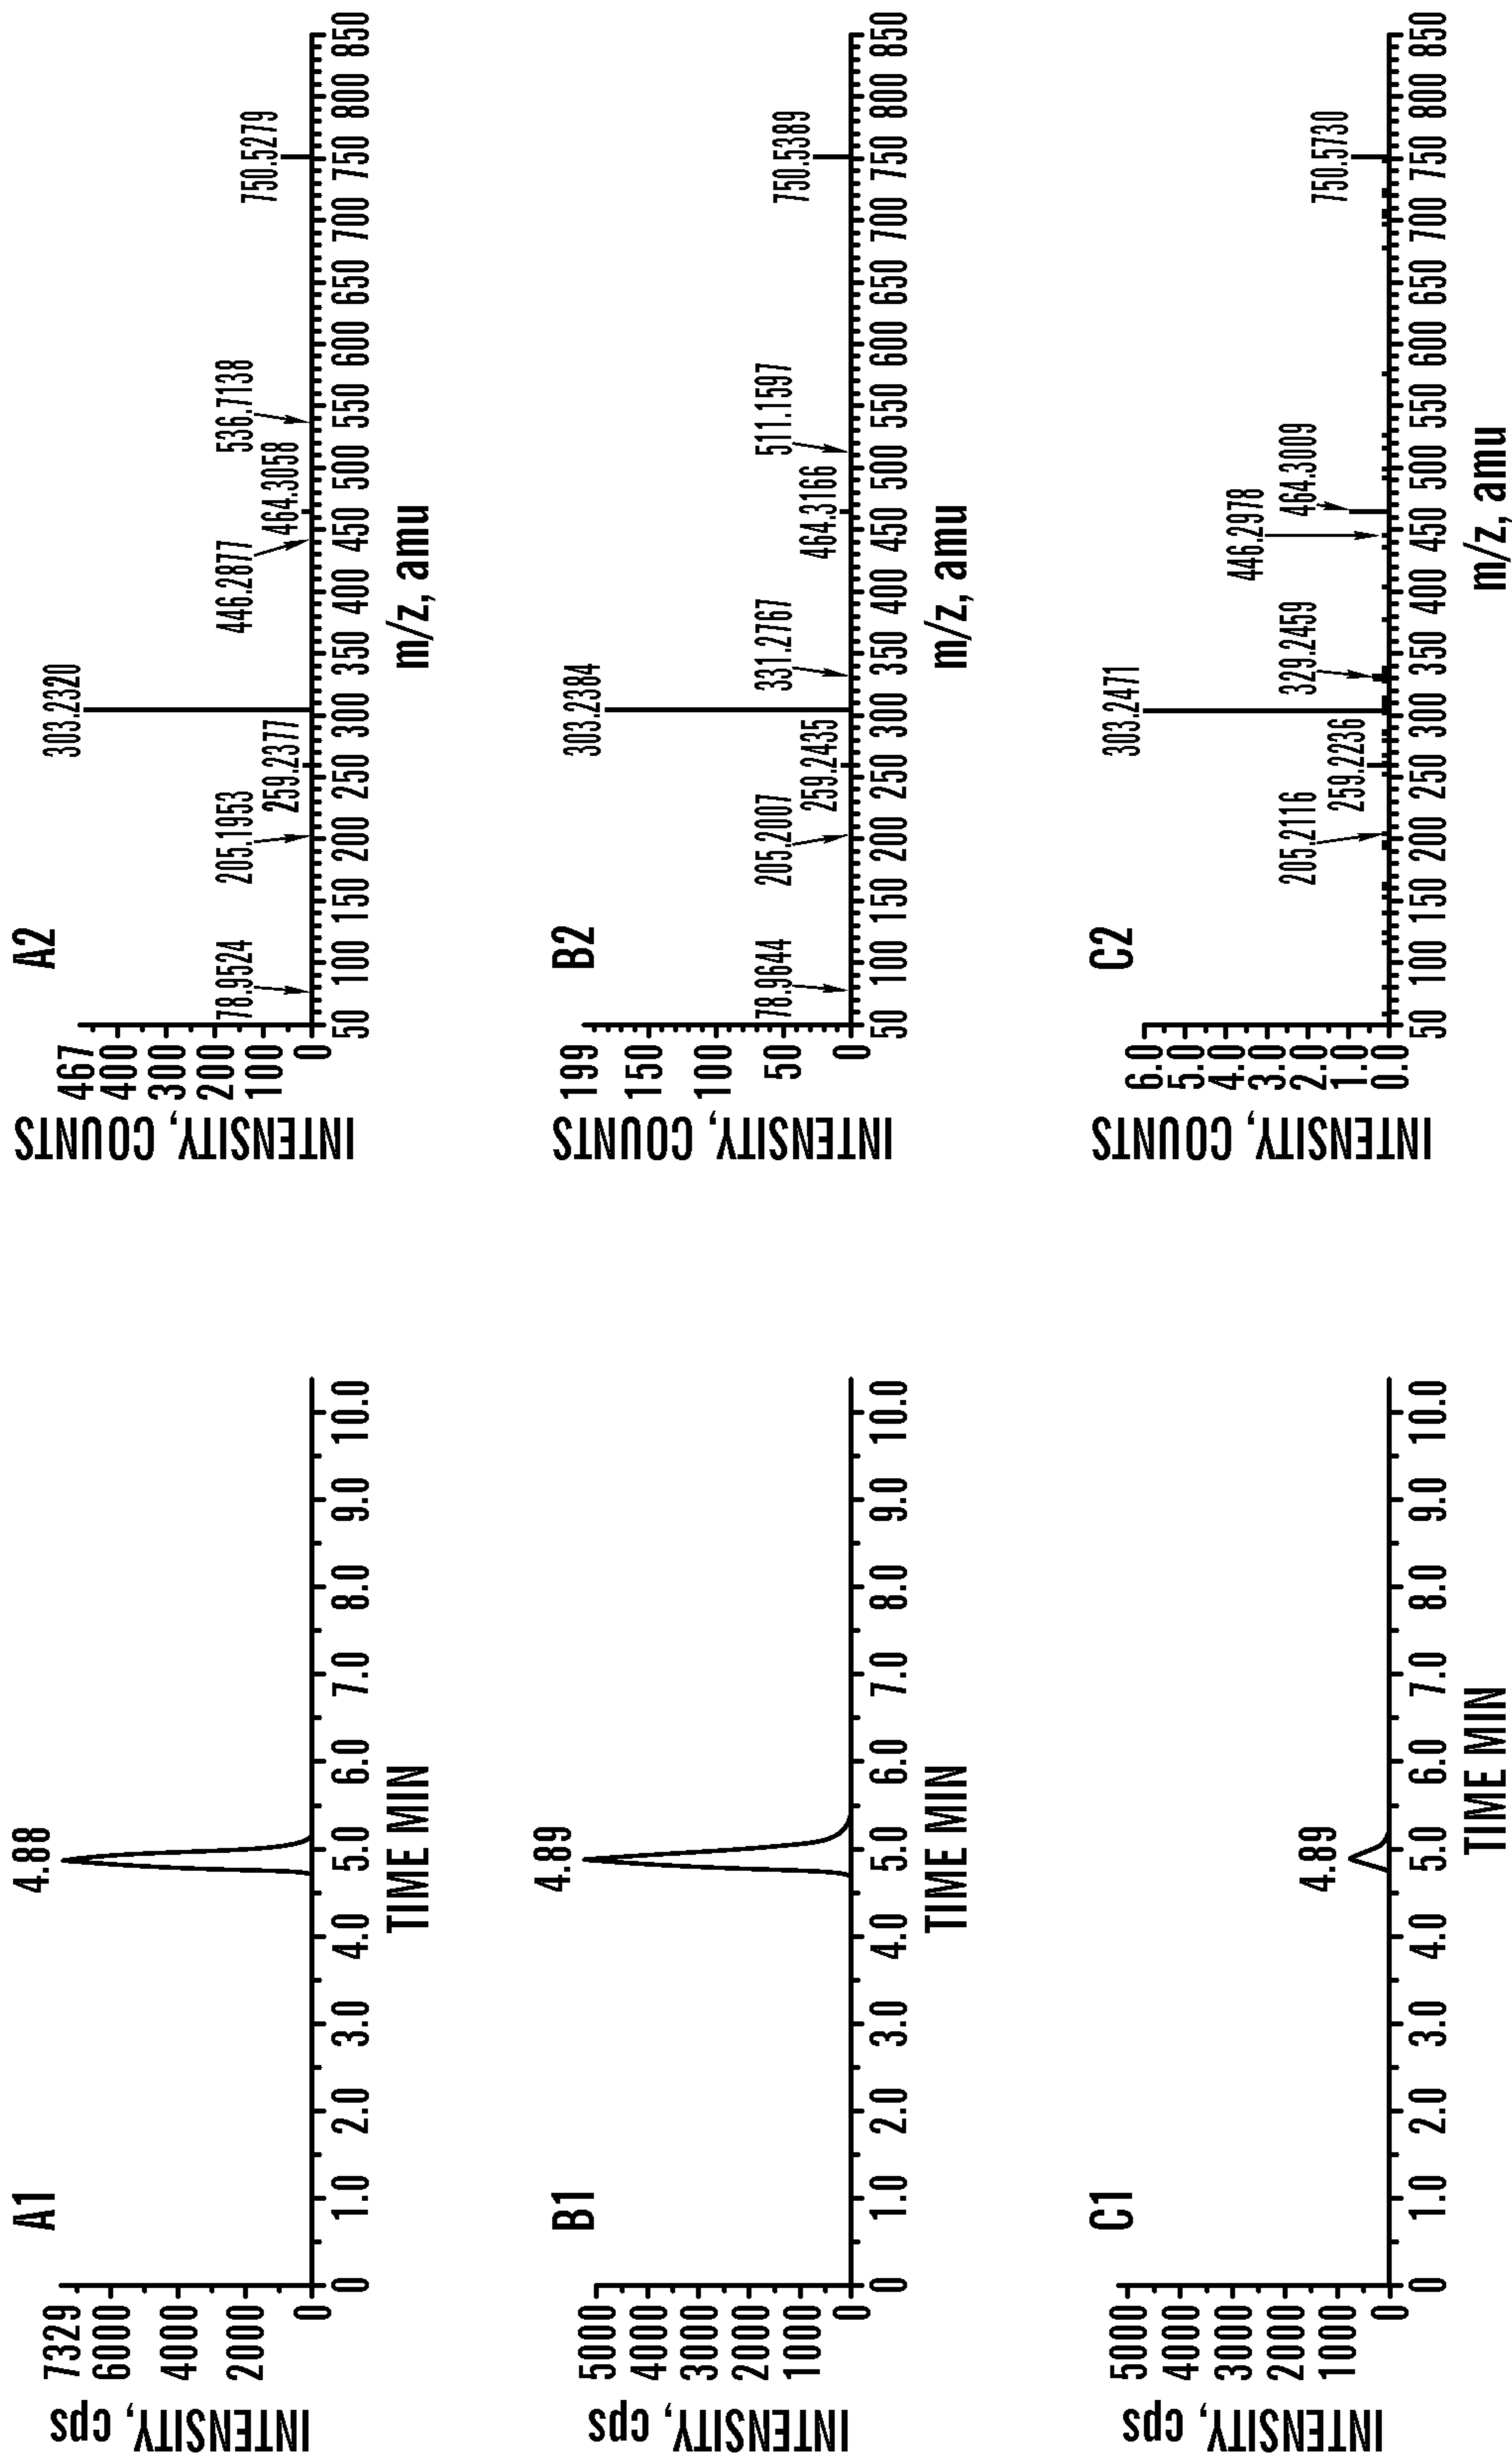 A1
INTENSITY, cps
7329
6000
4000
2000
0
4.88
0 1.0 2.0 3.0 4.0 5.0 6.0 7.0 8.0 9.0 10.0
TIME MIN
A2
INTENSITY, COUNTS
467
400
300
200
100
0
78.9524
205.1953
259.2377
303.2320
446.2877
464.3058
536.7138
750.5279
50 100 150 200 250 300 350 400 450 500 550 600 650 700 750 800 850
m/z, amu
B1
INTENSITY, cps
5000
4000
3000
2000
1000
0
4.89
0 1.0 2.0 3.0 4.0 5.0 6.0 7.0 8.0 9.0 10.0
TIME MIN
B2
INTENSITY, COUNTS
199
150
100
50
0
78.9644
205.2007
259.2435
303.2384
331.2767
464.3166
511.1597
750.5389
50 100 150 200 250 300 350 400 450 500 550 600 650 700 750 800 850
m/z, amu
C1
INTENSITY, cps
5000
4000
3000
2000
1000
0
4.89
0 1.0 2.0 3.0 4.0 5.0 6.0 7.0 8.0 9.0 10.0
TIME MIN
C2
INTENSITY, COUNTS
6.0
5.0
4.0
3.0
2.0
1.0
0.0
205.2116
259.2236
303.2471
329.2459
446.2978
464.3009
750.5730
50 100 150 200 250 300 350 400 450 500 550 600 650 700 750 800 850
m/z, amu